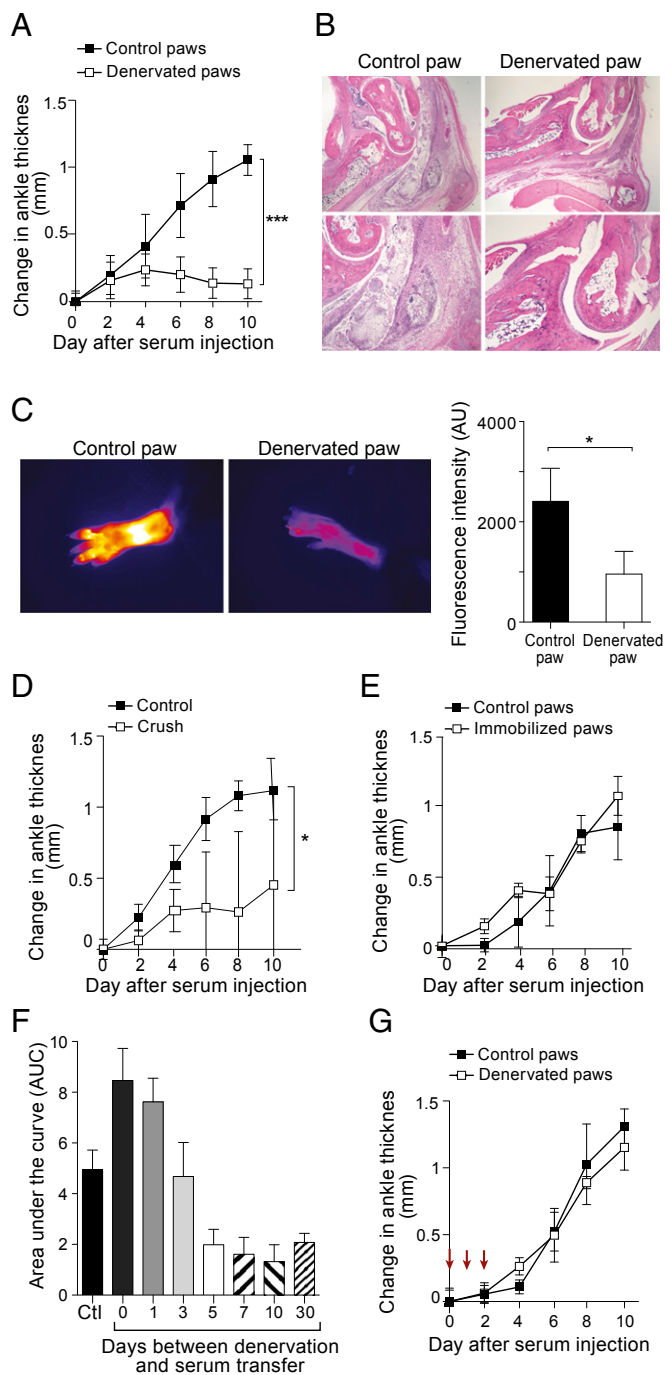 A
Control paws
Denervated paws
Change in ankle thicknes
(mm)
1.5
1
0.5
0
0 2 4 6 8 10
Day after serum injection
***
B
Control paw Denervated paw
C
Control paw Denervated paw
Fluorescence intensity (AU)
4000
2000
0
*
Control
paw
Denervated
paw
D
Control
Crush
Change in ankle thicknes
(mm)
1.5
1
0.5
0
0 2 4 6 8 10
Day after serum injection
*
E
Control paws
Immobilized paws
Change in ankle thicknes
(mm)
1.5
1
0.5
0
0 2 4 6 8 10
Day after serum injection
F
Area under the curve (AUC)
10
8
6
4
2
0
Ctl 0 1 3 5 7 10 30
Days between denervation
and serum transfer
G
Control paws
Denervated paws
Change in ankle thicknes
(mm)
1.5
1
0.5
0
0 2 4 6 8 10
Day after serum injection